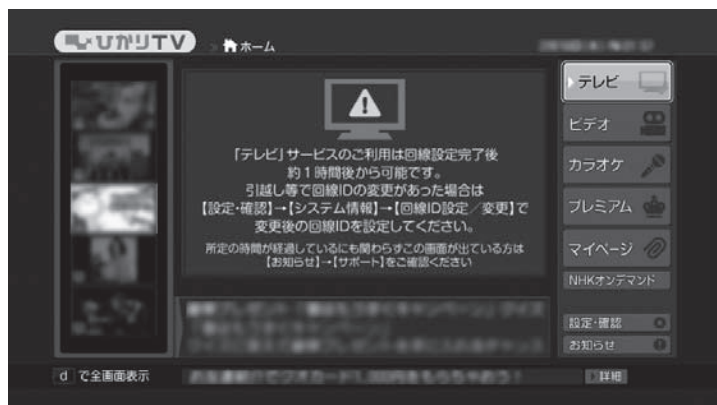 ひかりTV
ホーム
「テレビ」サービスのご利用は回線設定完了後
約1時間後から可能です。
引越し等で回線IDの変更があった場合は
【設定・確認】→【システム情報】→【回線ID設定／変更】で
変更後の回線IDを設定してください。
所定の時間が経過しているにも関わらずこの画面が出ている方は
【お知らせ】→【サポート】をご確認ください
テレビ
ビデオ
カラオケ
プレミアム
マイページ
NHKオンデマンド
設定・確認
お知らせ
d で全画面表示
詳細